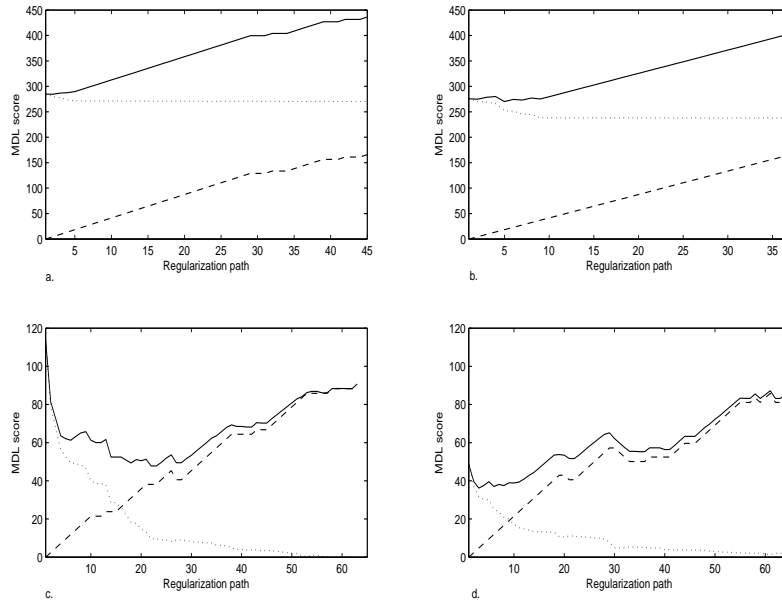 450
400
350
300
250
200
150
100
50
0
MDL score
5 10 15 20 25 30 35 40 45
Regularization path
a.
450
400
350
300
250
200
150
100
50
0
MDL score
5 10 15 20 25 30 35
Regularization path
b.
120
100
80
60
40
20
0
MDL score
10 20 30 40 50 60
Regularization path
c.
120
100
80
60
40
20
0
MDL score
10 20 30 40 50 60
Regularization path
d.